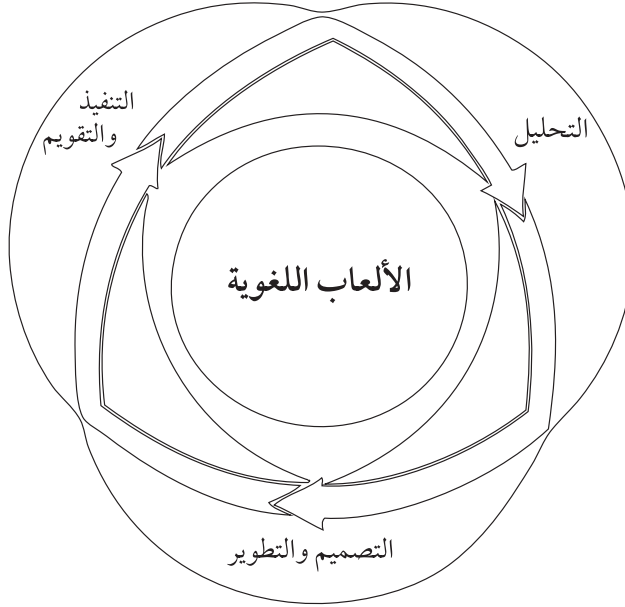 التحليل
التنفيذ
والتقويم
الألعاب اللغوية
التصميم والتطوير